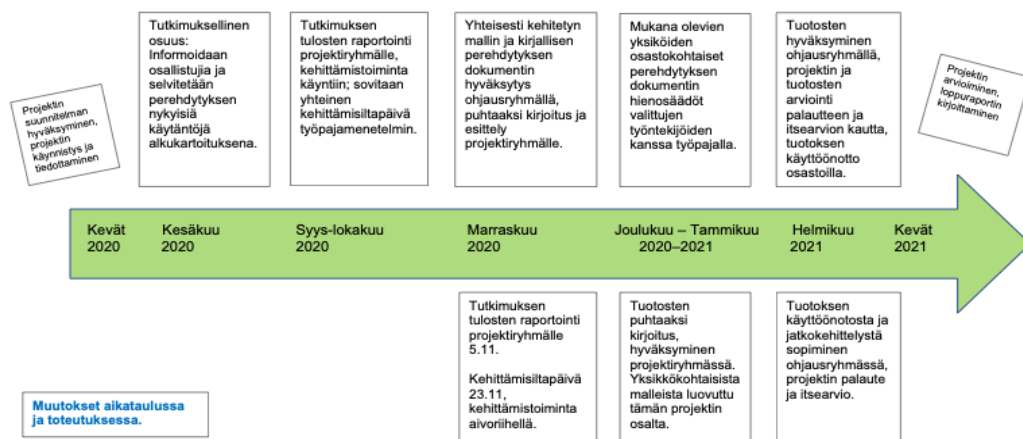 Projektin
suunnitelman
hyväksyminen,
projektin
käynnistys ja
tiedottaminen
Tutkimuksellinen
osuus:
Informoidaan
osallistujia ja
selvitetään
perehdytyksen
nykyisiä
käytäntöjä
alkukartoituksena.
Tutkimuksen
tulosten raportointi
projektiryhmälle,
kehittämistoiminta
käyntiin; sovitaan
yhteinen
kehittämisiltapäivä
työpajamenetelmin.
Yhteisesti kehitetyn
mallin ja kirjallisen
perehdytyksen
dokumentin
hyväksytys
ohjausryhmällä,
puhtaaksi kirjoitus ja
esittely
projektiryhmälle.
Mukana olevien
yksiköiden
osastokohtaiset
perehdytyksen
dokumentin
hienosäädöt
valittujen
työntekijöiden
kanssa työpajalla.
Tuotosten
hyväksyminen
ohjausryhmällä,
projektin ja
tuotosten
arviointi
palautteen ja
itsearvion kautta,
tuotoksen
käyttöönotto
osastoilla.
Projektin
arvioiminen,
loppuraportin
kirjoittaminen
Kevät
2020
Kesäkuu
2020
Syys-lokakuu
2020
Marraskuu
2020
Joulukuu – Tammikuu
2020–2021
Helmikuu
2021
Kevät
2021
Tutkimuksen
tulosten raportointi
projektiryhmälle
5.11.
Kehittämisiltapäivä
23.11,
kehittämistoiminta
aivoriihellä.
Tuotosten
puhtaaksi
kirjoitus,
hyväksyminen
projektiryhmässä.
Yksikkökohtaisista
malleista luovuttu
tämän projektin
osalta.
Tuotoksen
käyttöönotosta ja
jatkokehittelystä
sopiminen
ohjausryhmässä,
projektin palaute
ja itsearvio.
Muutokset aikataulussa
ja toteutuksessa.